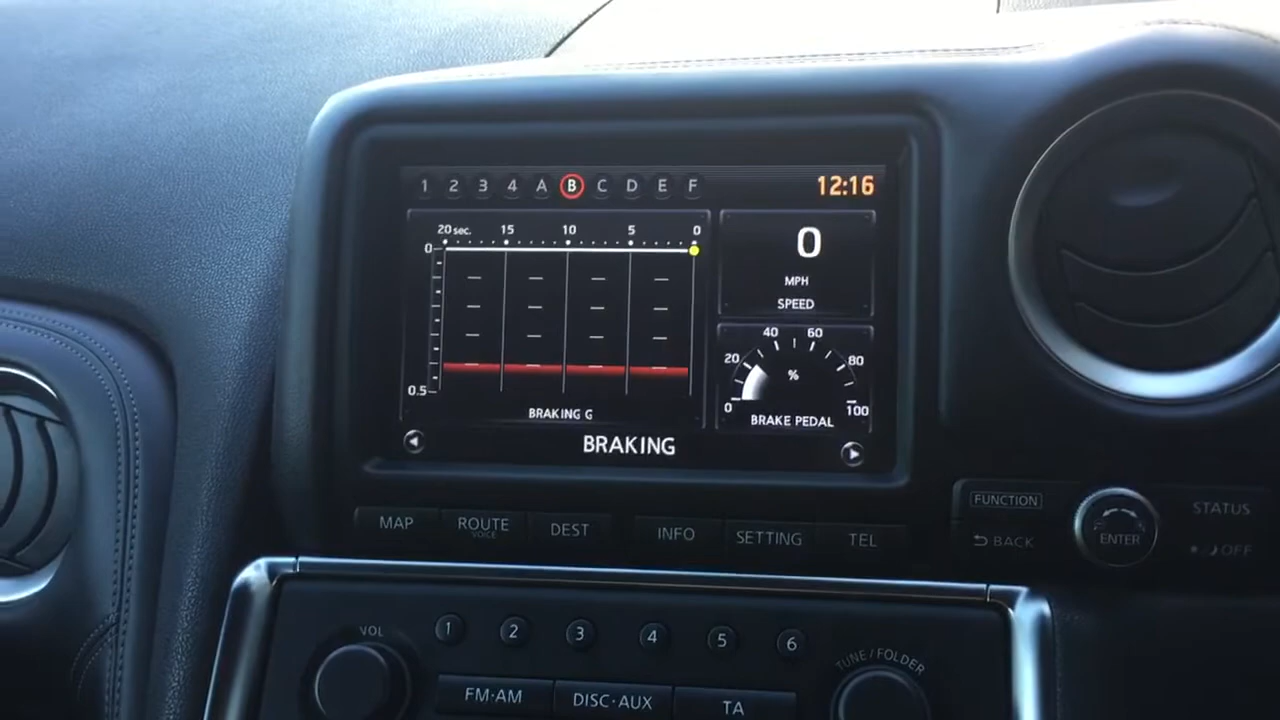 1 2 3 4 A B C D E F
12:16
20 sec. 15 10 5 0
0
0.5
BRAKING G
0
MPH
SPEED
0 20 40 60 80 100
%
BRAKE PEDAL
BRAKING
MAP
ROUTE
VOICE
DEST
INFO
SETTING
TEL
FUNCTION
BACK
ENTER
STATUS
OFF
VOL
1 2 3 4 5 6
TUNE / FOLDER
FM·AM
DISC·AUX
TA